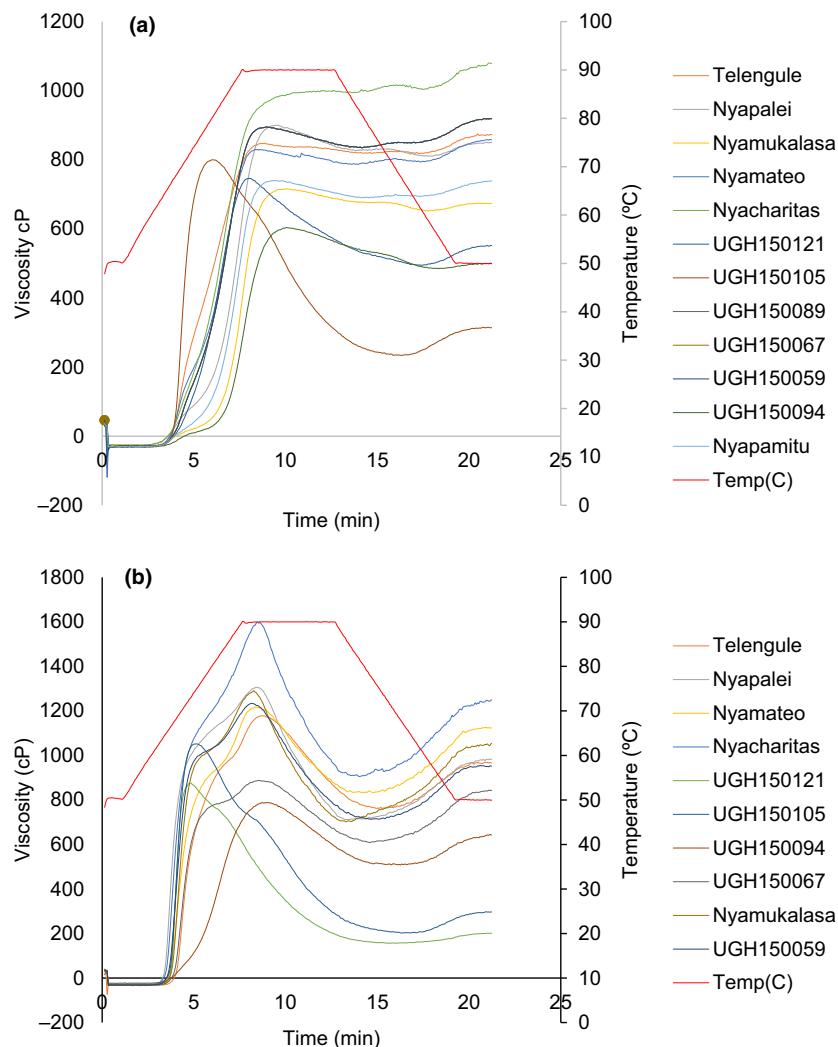 (a)
1200
1000
800
600
400
200
0
–200
0
5
10
15
20
25
100
90
80
70
60
50
40
30
20
10
0
Viscosity cP
Temperature (ºC)
Time (min)
Telengule
Nyapalei
Nyamukalasa
Nyamateo
Nyacharitas
UGH150121
UGH150105
UGH150089
UGH150067
UGH150059
UGH150094
Nyapamitu
Temp(C)
(b)
1800
1600
1400
1200
1000
800
600
400
200
0
–200
0
5
10
15
20
25
100
90
80
70
60
50
40
30
20
10
0
Viscosity (cP)
Temperature (ºC)
Time (min)
Telengule
Nyapalei
Nyamateo
Nyacharitas
UGH150121
UGH150105
UGH150094
UGH150067
Nyamukalasa
UGH150059
Temp(C)